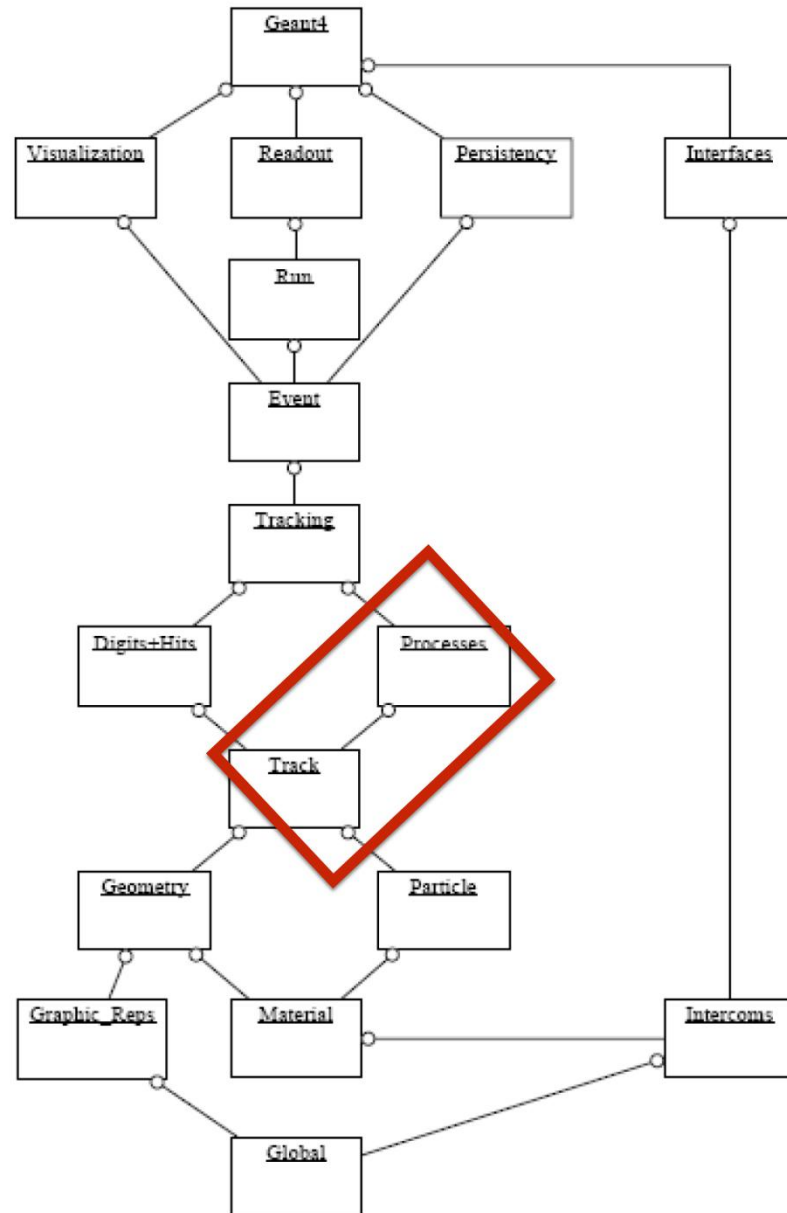 Geant4
Visualization
Readout
Persistency
Interfaces
Run
Event
Tracking
Digits+Hits
Processes
Track
Geometry
Particle
Graphic_Reps
Material
Intercoms
Global